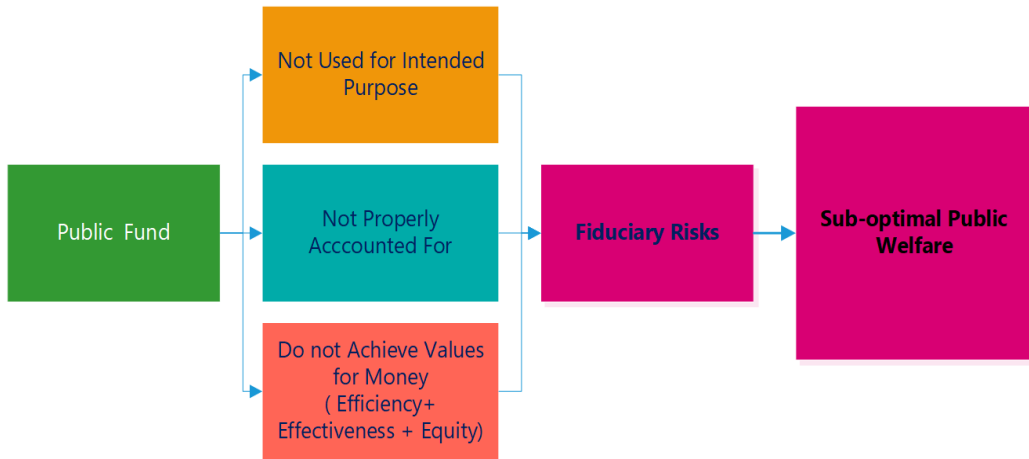 Not Used for Intended
Purpose
Public Fund
Not Properly
Acccounted For
Fiduciary Risks
Sub-optimal Public
Welfare
Do not Achieve Values
for Money
( Efficiency+
Effectiveness + Equity)